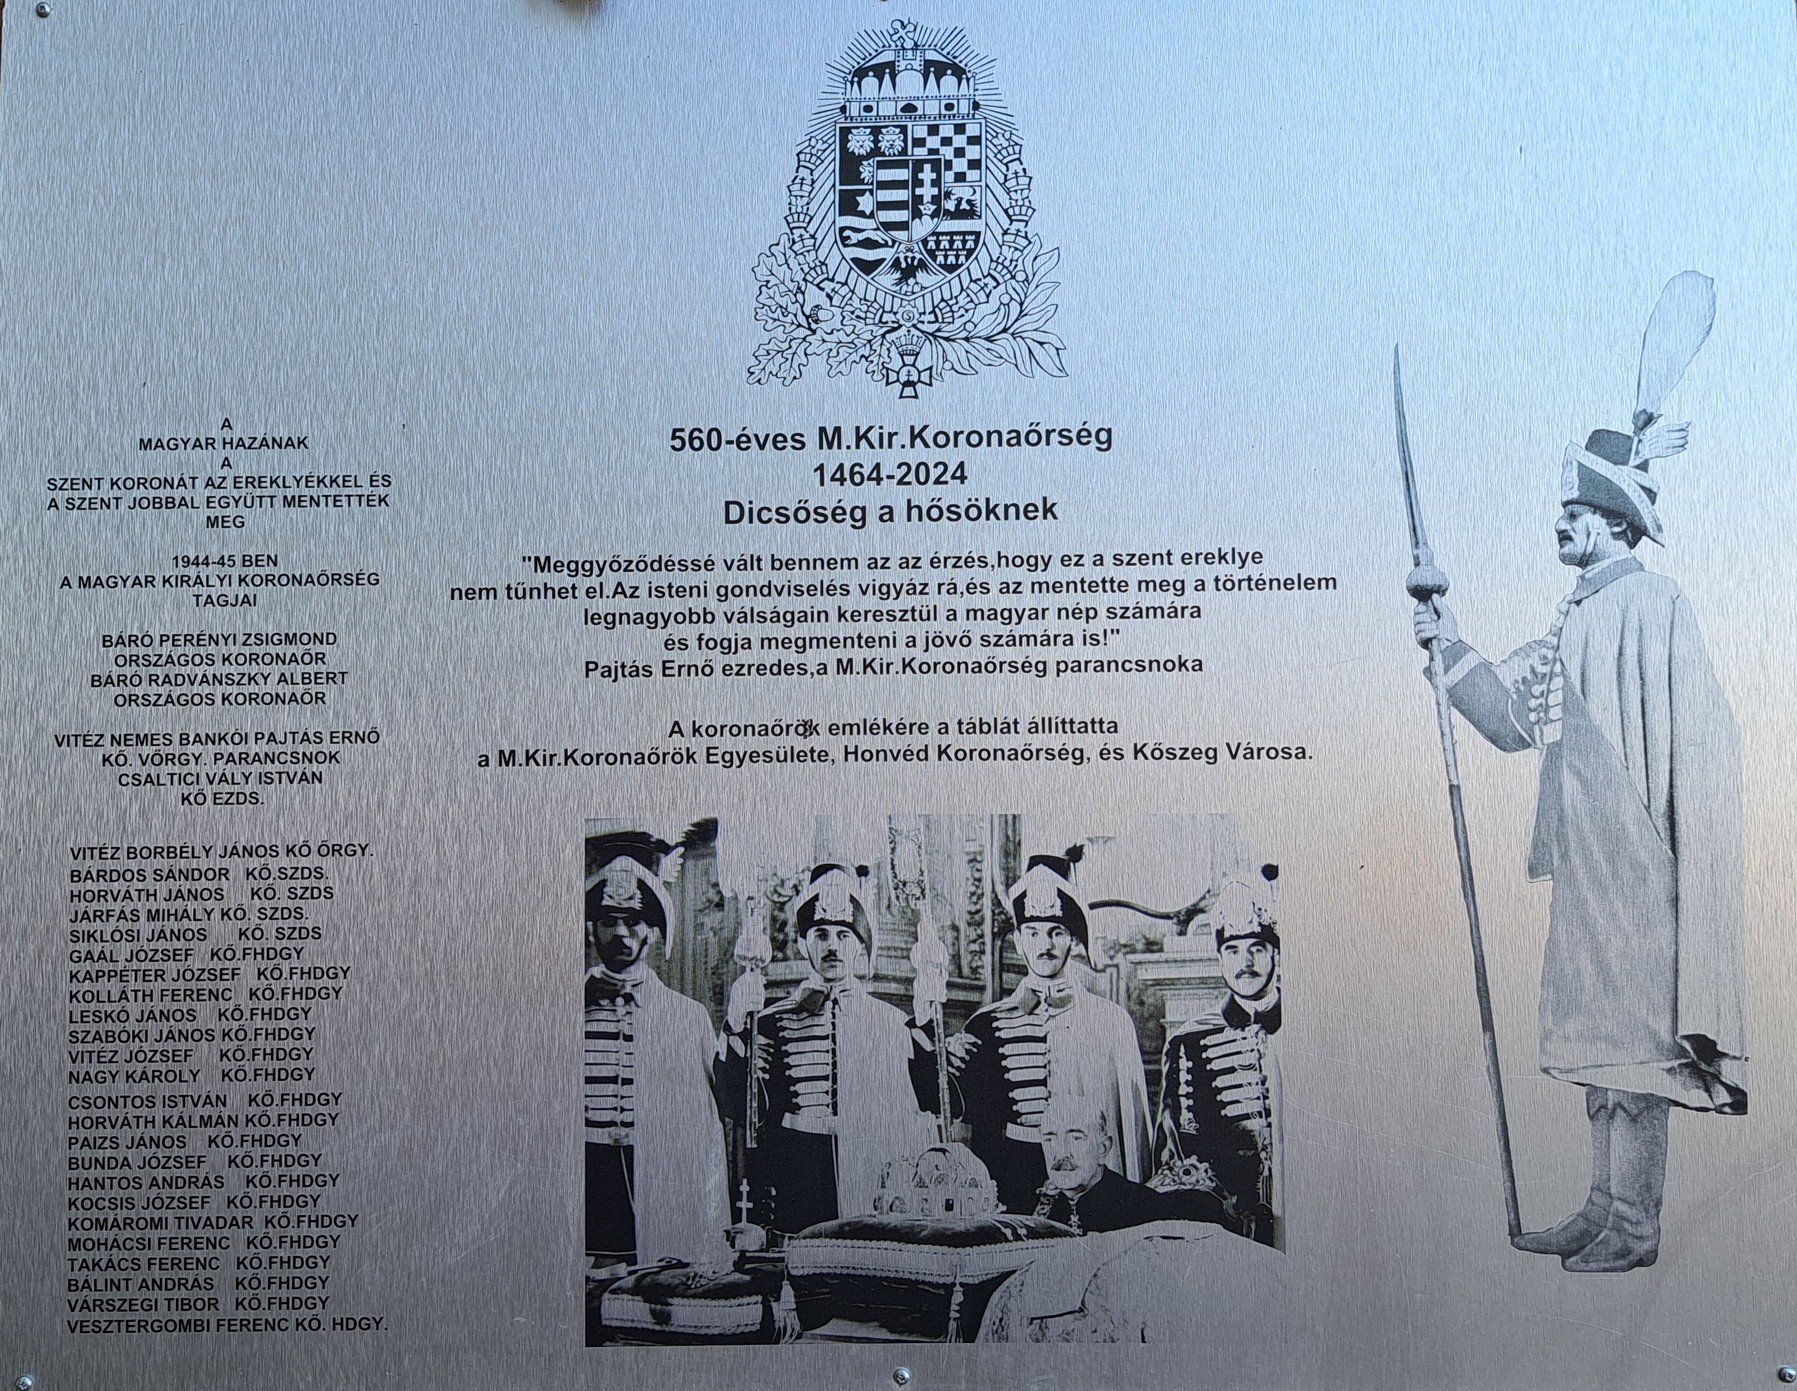 A
MAGYAR HAZÁNAK
A
SZENT KORONÁT AZ EREKLYÉKKEL ÉS
A SZENT JOBBAL EGYÜTT MENTETTÉK
MEG
1944-45 BEN
A MAGYAR KIRÁLYI KORONAŐRSÉG
TAGJAI
BÁRÓ PERÉNYI ZSIGMOND
ORSZÁGOS KORONAŐR
BÁRÓ RADVÁNSZKY ALBERT
ORSZÁGOS KORONAŐR
VITÉZ NEMES BANKÓI PAJTÁS ERNŐ
KŐ. VŐRGY. PARANCSNOK
CSALTICI VÁLY ISTVÁN
KŐ EZDS.
VITÉZ BORBÉLY JÁNOS KŐ ŐRGY.
BÁRDOS SÁNDOR KŐ.SZDS.
HORVÁTH JÁNOS KŐ. SZDS
JÁRFÁS MIHÁLY KŐ. SZDS.
SIKLÓSI JÁNOS KŐ. SZDS
GAÁL JÓZSEF KŐ.FHDGY
KAPPÉTER JÓZSEF KŐ.FHDGY
KOLLÁTH FERENC KŐ.FHDGY
LESKÓ JÁNOS KŐ.FHDGY
SZABÓKI JÁNOS KŐ.FHDGY
VITÉZ JÓZSEF KŐ.FHDGY
NAGY KÁROLY KŐ.FHDGY
CSONTOS ISTVÁN KŐ.FHDGY
HORVÁTH KÁLMÁN KŐ.FHDGY
PAIZS JÁNOS KŐ.FHDGY
BUNDA JÓZSEF KŐ.FHDGY
HANTOS ANDRÁS KŐ.FHDGY
KOCSIS JÓZSEF KŐ.FHDGY
KOMÁROMI TIVADAR KŐ.FHDGY
MOHÁCSI FERENC KŐ.FHDGY
TAKÁCS FERENC KŐ.FHDGY
BÁLINT ANDRÁS KŐ.FHDGY
VÁRSZEGI TIBOR KŐ.FHDGY
VESZTERGOMBI FERENC KŐ. HDGY.
560-éves M.Kir.Koronaőrség
1464-2024
Dicsőség a hősöknek
"Meggyőződéssé vált bennem az az érzés,hogy ez a szent ereklye
nem tűnhet el.Az isteni gondviselés vigyáz rá,és az mentette meg a történelem
legnagyobb válságain keresztül a magyar nép számára
és fogja megmenteni a jövő számára is!"
Pajtás Ernő ezredes,a M.Kir.Koronaőrség parancsnoka
A koronaőrök emlékére a táblát állíttatta
a M.Kir.Koronaőrök Egyesülete, Honvéd Koronaőrség, és Kőszeg Városa.